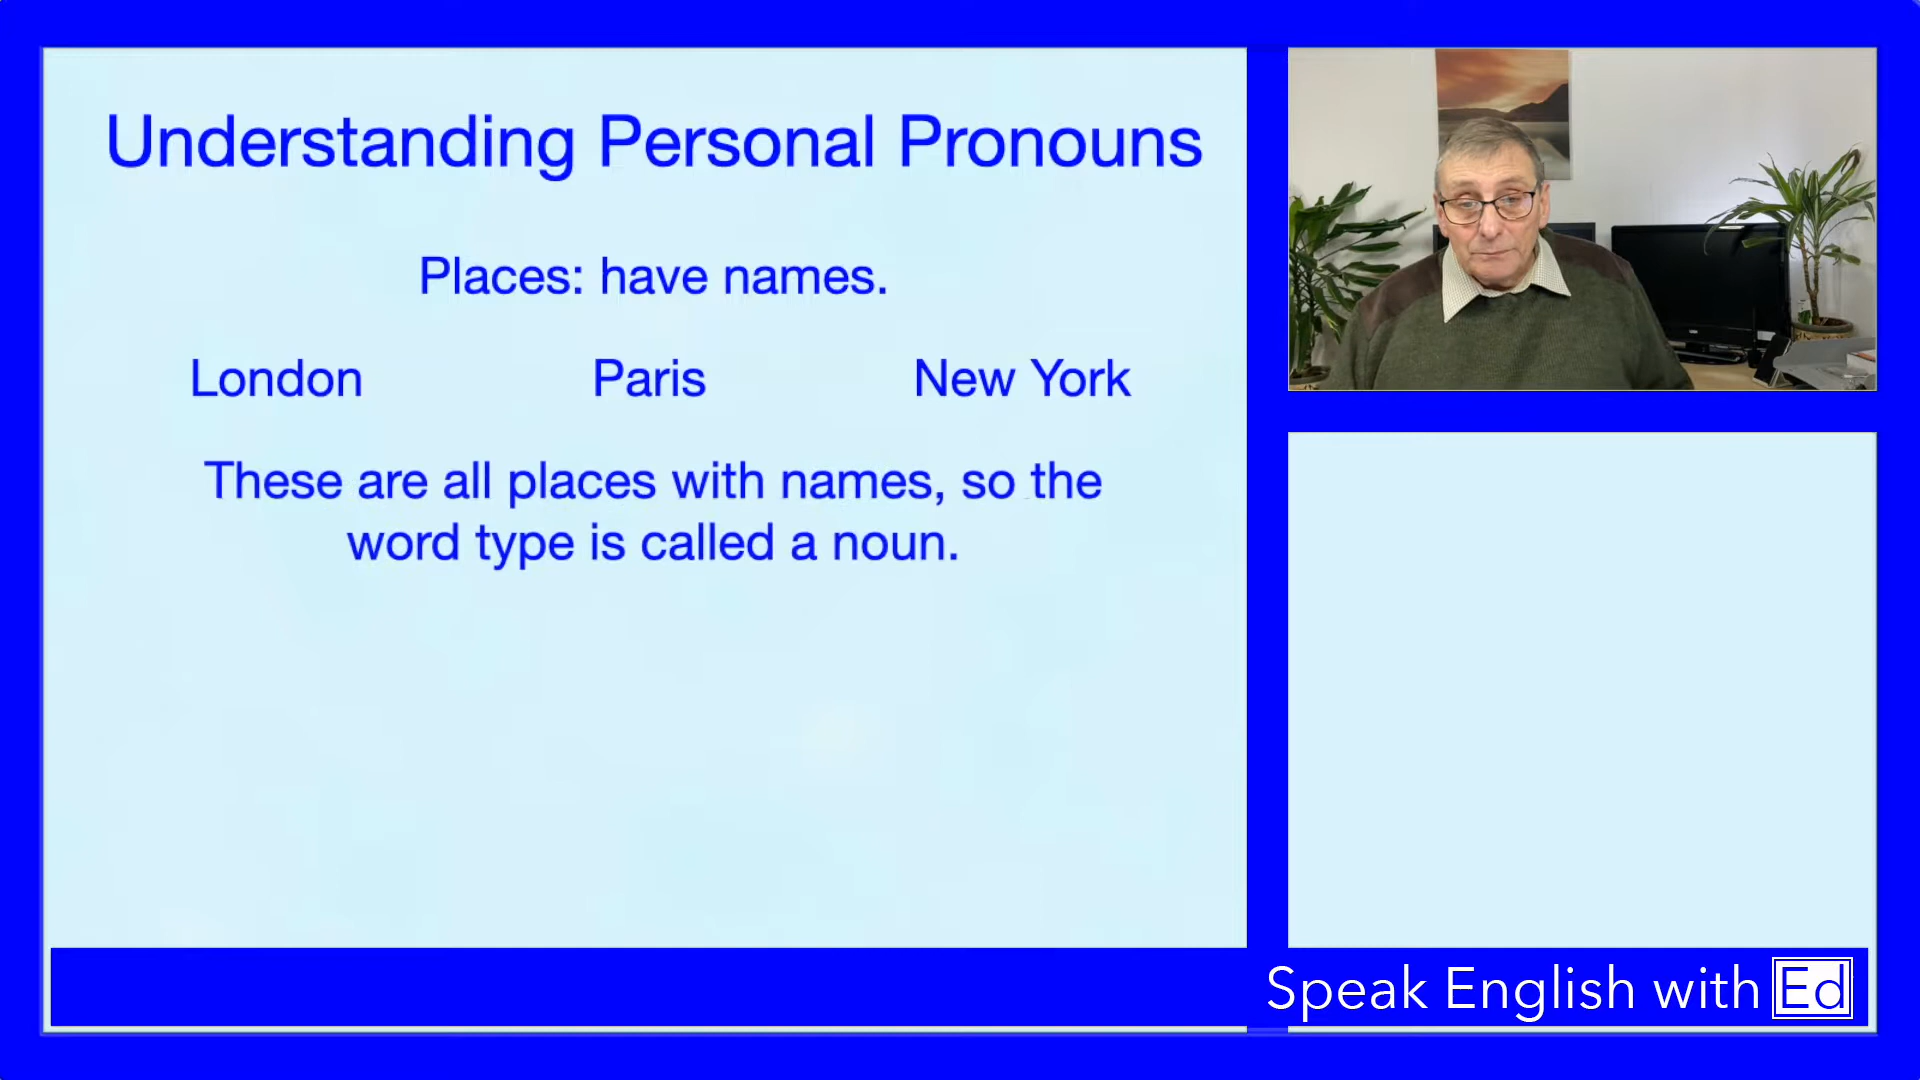 Understanding Personal Pronouns
Places: have names.
London Paris New York
These are all places with names, so the
word type is called a noun.
Speak English with Ed